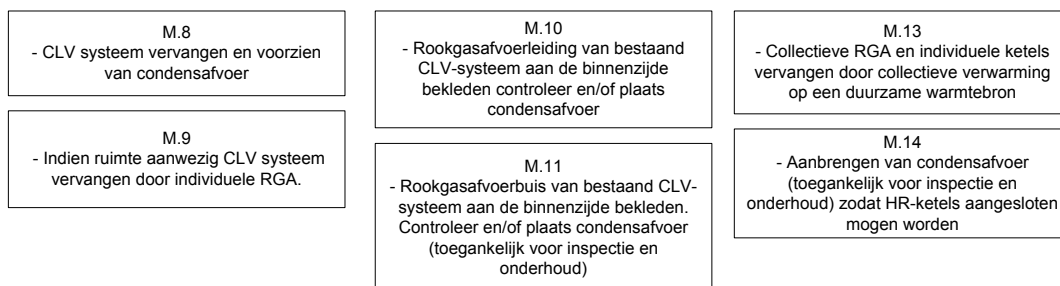 M.8
- CLV systeem vervangen en voorzien
van condensafvoer
M.9
- Indien ruimte aanwezig CLV systeem
vervangen door individuele RGA.
M.10
- Rookgasafvoerleiding van bestaand
CLV-systeem aan de binnenzijde
bekleden controleer en/of plaats
condensafvoer
M.11
- Rookgasafvoerbuis van bestaand CLV-
systeem aan de binnenzijde bekleden.
Controleer en/of plaats condensafvoer
(toegankelijk voor inspectie en
onderhoud)
M.13
- Collectieve RGA en individuele ketels
vervangen door collectieve verwarming
op een duurzame warmtebron
M.14
- Aanbrengen van condensafvoer
(toegankelijk voor inspectie en
onderhoud) zodat HR-ketels aangesloten
mogen worden